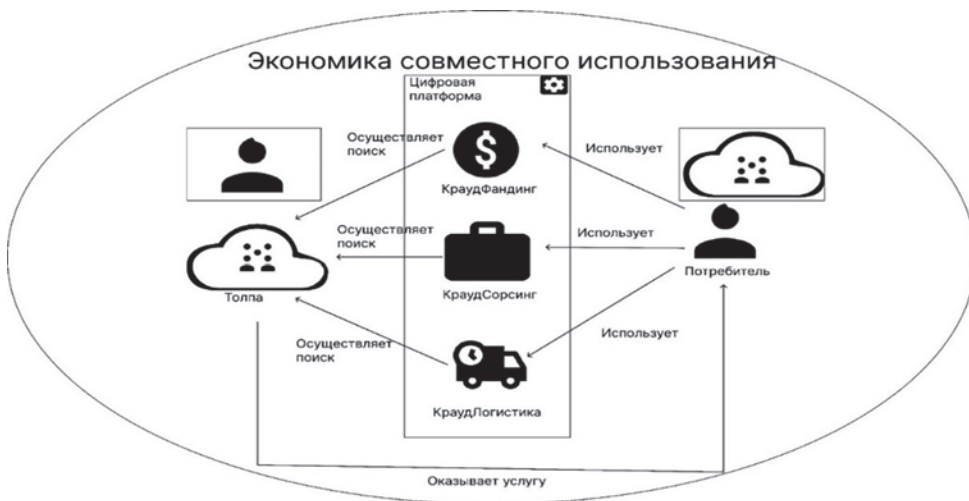 Экономика совместного использования
Цифровая
платформа
Осуществляет
поиск
Использует
КраудФандинг
Осуществляет
поиск
Использует
Толпа
КраудСорсинг
Потребитель
Осуществляет
поиск
Использует
КраудЛогистика
Оказывает услугу